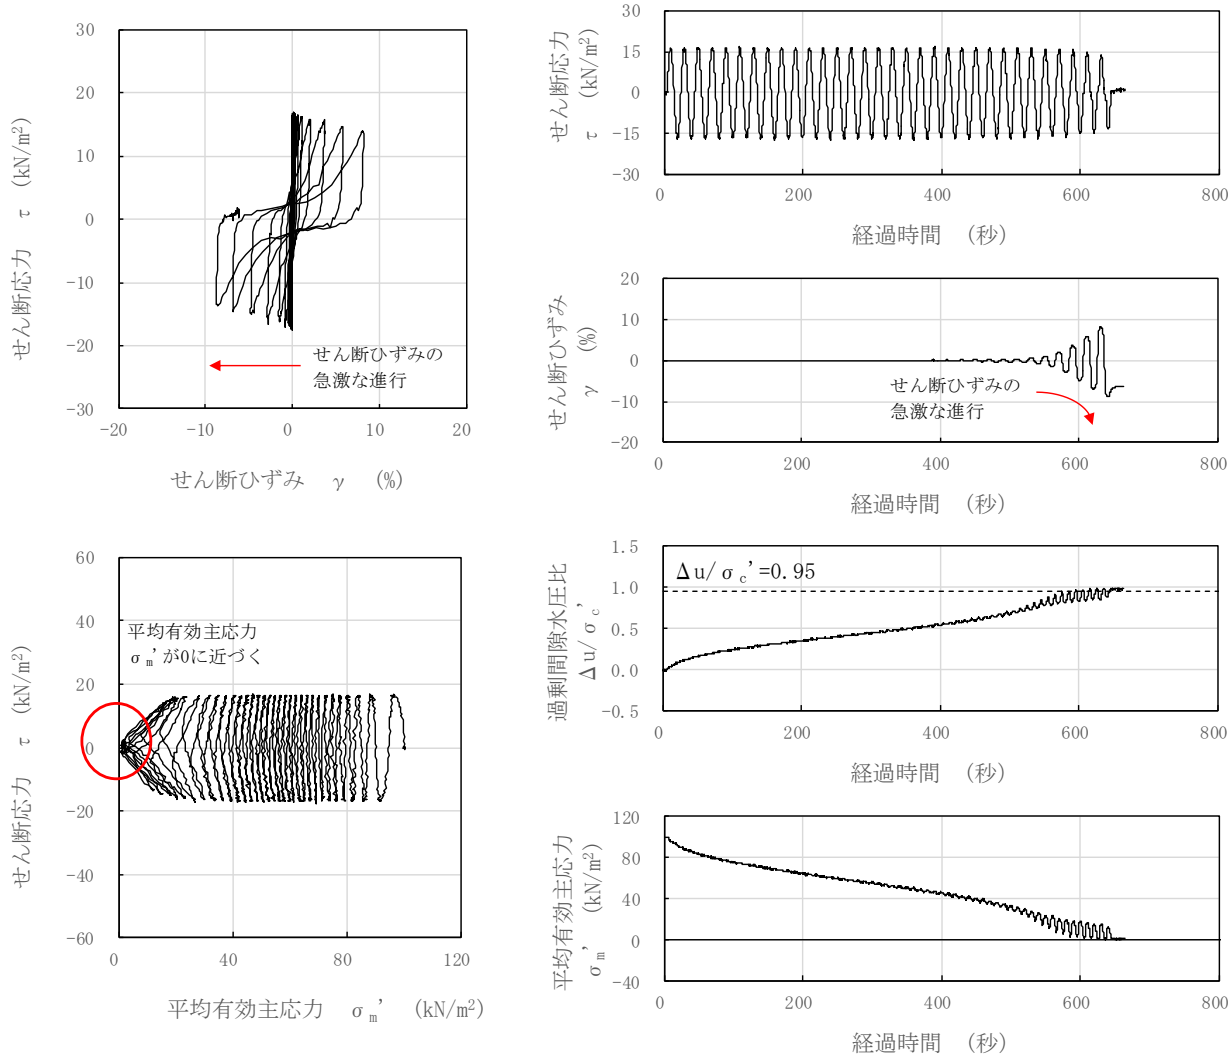 30
20
10
0
-10
-20
-30
-20
-10
0
10
20
せん断応力 τ (kN/m²)
せん断ひずみ γ (%)
せん断ひずみの
急激な進行
30
15
0
-15
-30
0
200
400
600
800
せん断応力
τ (kN/m²)
経過時間 (秒)
20
10
0
-10
-20
0
200
400
600
800
せん断ひずみ
γ (%)
せん断ひずみの
急激な進行
経過時間 (秒)
60
40
20
0
-20
-40
-60
0
40
80
120
せん断応力 τ (kN/m²)
平均有効主応力
σm'が0に近づく
平均有効主応力 σm' (kN/m²)
1.5
1.0
0.5
0.0
-0.5
0
200
400
600
800
過剰間隙水圧比
Δu/σc'
Δu/σc'=0.95
経過時間 (秒)
120
80
40
0
-40
0
200
400
600
800
平均有効主応力
σm' (kN/m²)
経過時間 (秒)